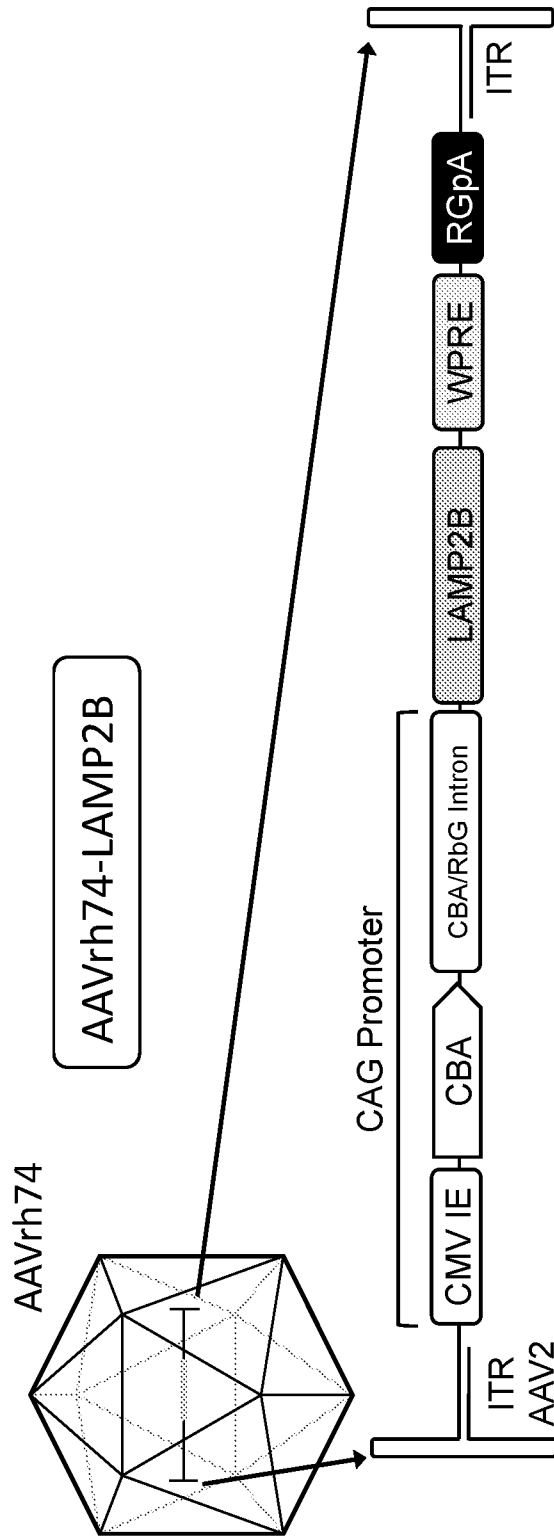 AAVrh74
AAVrh74-LAMP2B
CAG Promoter
CMV IE
CBA
CBA/RbG Intron
LAMP2B
WPRE
RGpA
ITR
AAV2
ITR